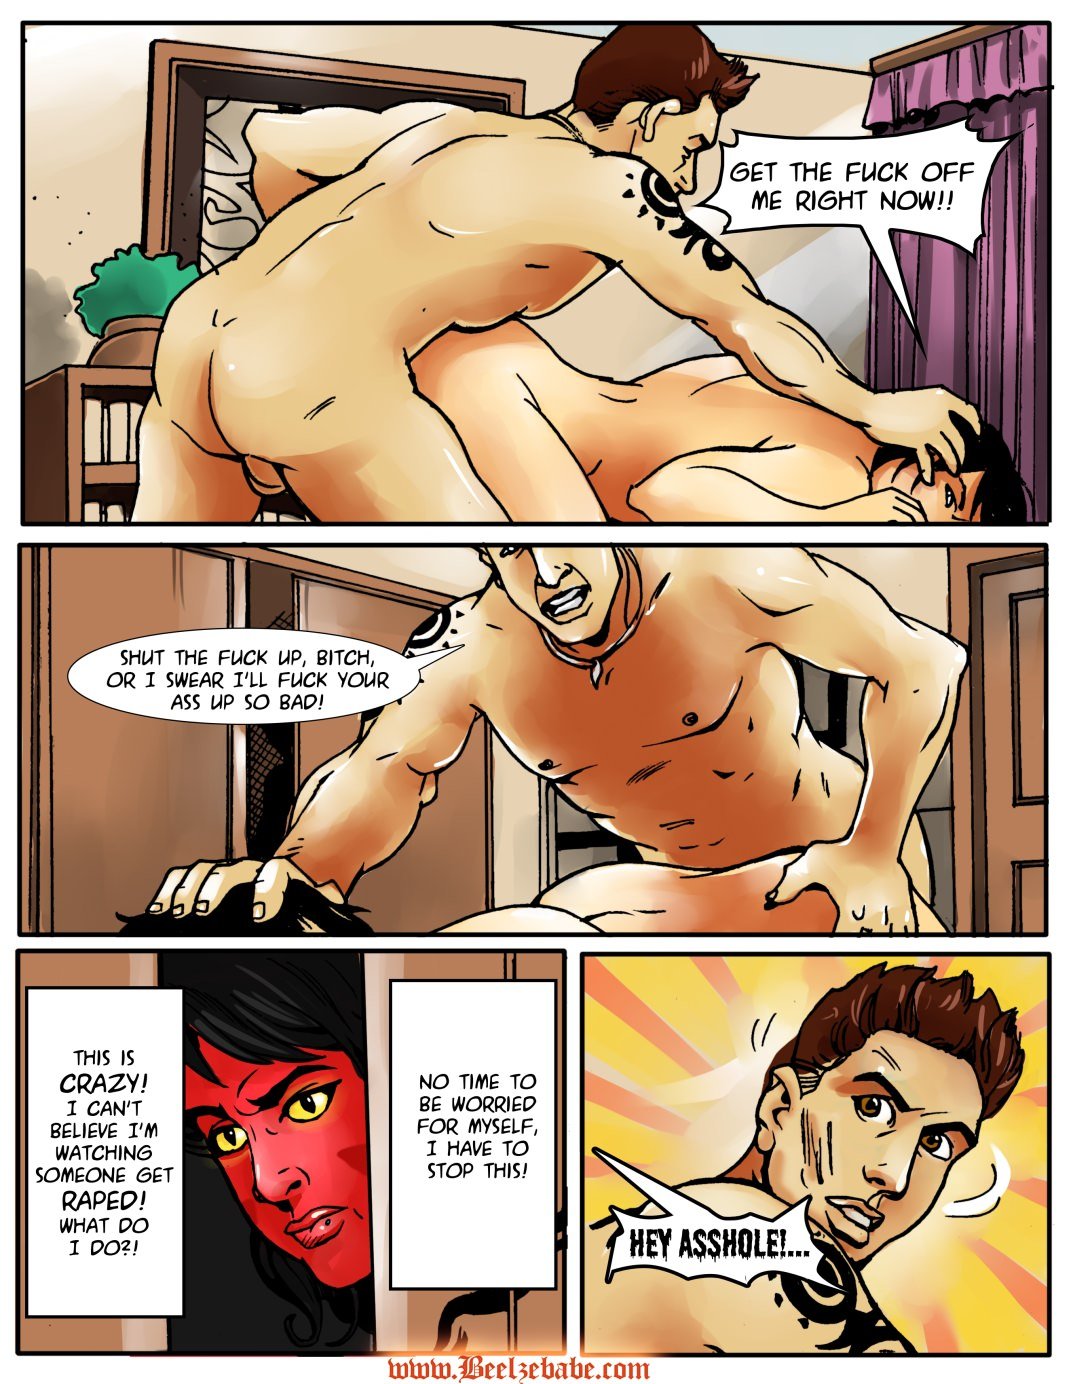 GET THE FUCK OFF
ME RIGHT NOW!!
SHUT THE FUCK UP, BITCH,
OR I SWEAR I'LL FUCK YOUR
ASS UP SO BAD!
THIS IS
CRAZY!
I CAN'T
BELIEVE I'M
WATCHING
SOMEONE GET
RAPED!
WHAT DO
I DO?!
NO TIME TO
BE WORRIED
FOR MYSELF,
I HAVE TO
STOP THIS!
HEY ASSHOLE!...
www.Beelzebabe.com